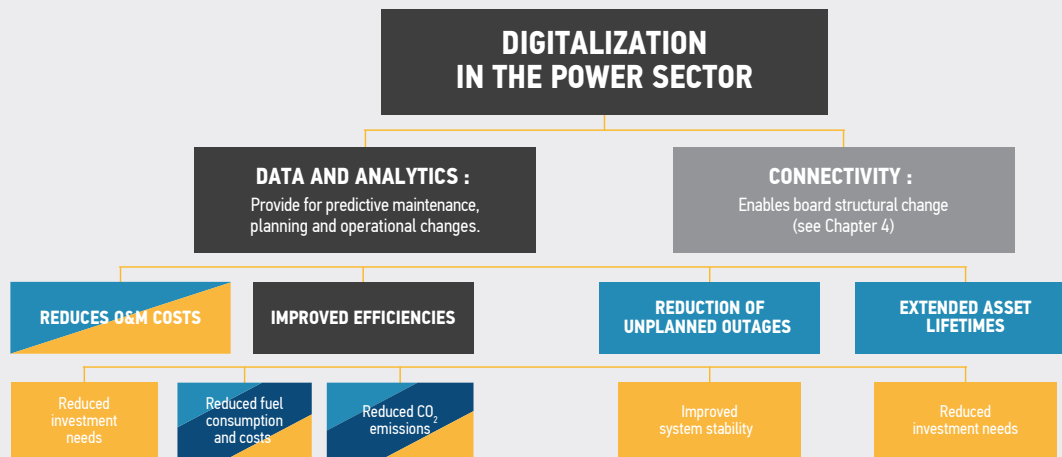 DIGITALIZATION
IN THE POWER SECTOR
DATA AND ANALYTICS :
Provide for predictive maintenance,
planning and operational changes.
CONNECTIVITY :
Enables board structural change
(see Chapter 4)
REDUCES O&M COSTS
IMPROVED EFFICIENCIES
REDUCTION OF
UNPLANNED OUTAGES
EXTENDED ASSET
LIFETIMES
Reduced
investment
needs
Reduced fuel
consumption
and costs
Reduced CO₂
emissions
Improved
system stability
Reduced
investment needs